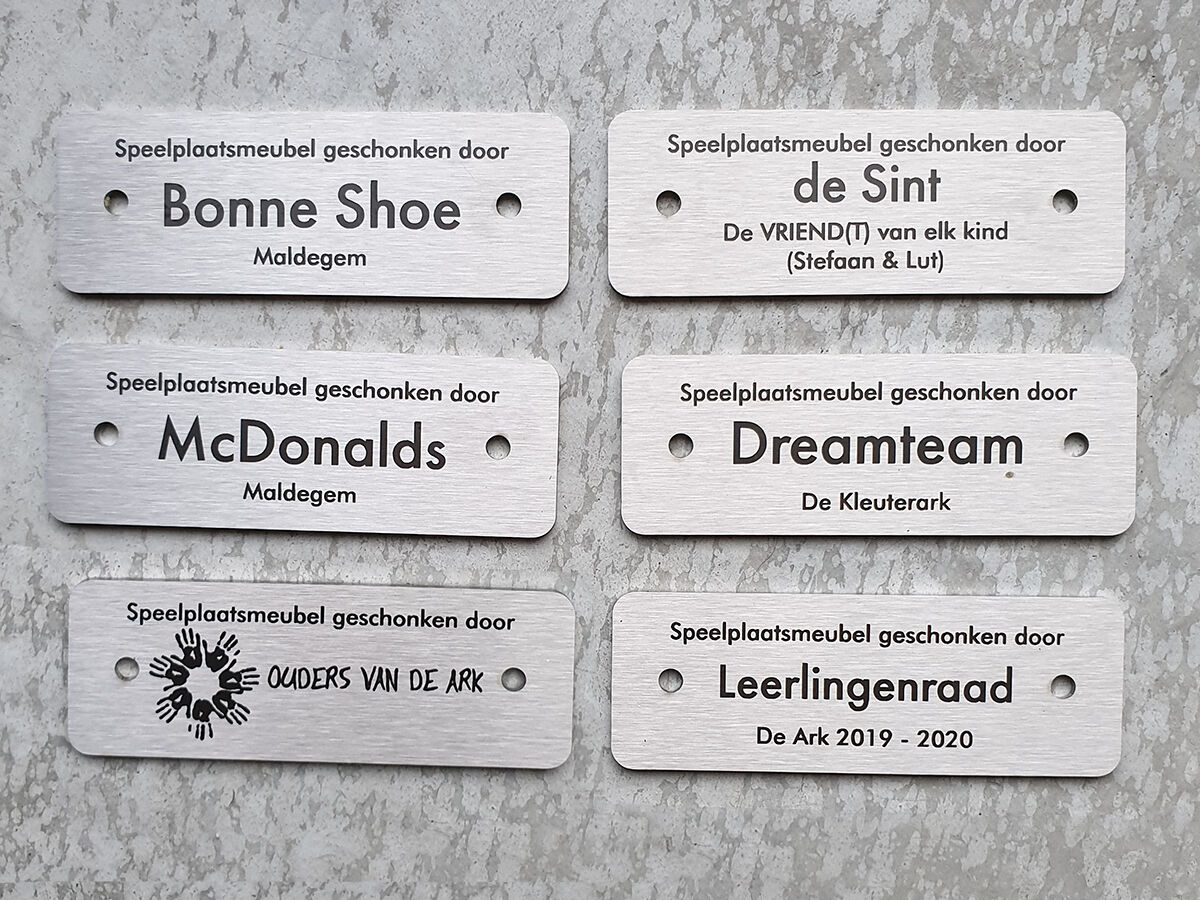 Speelplaatsmeubel geschonken door
Bonne Shoe
Maldegem
Speelplaatsmeubel geschonken door
de Sint
De VRIEND(T) van elk kind
(Stefaan & Lut)
Speelplaatsmeubel geschonken door
McDonalds
Maldegem
Speelplaatsmeubel geschonken door
Dreamteam
De Kleuterark
Speelplaatsmeubel geschonken door
OUDERS VAN DE ARK
Speelplaatsmeubel geschonken door
Leerlingenraad
De Ark 2019 - 2020